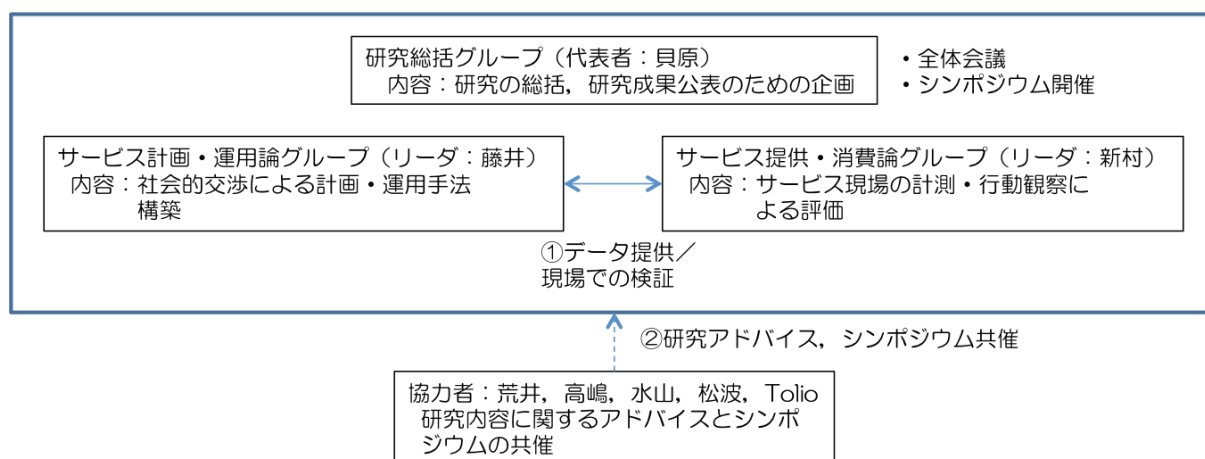 研究総括グループ（代表者：貝原）
内容：研究の総括，研究成果公表のための企画
・全体会議
・シンポジウム開催
サービス計画・運用論グループ（リーダ：藤井）
内容：社会的交渉による計画・運用手法
構築
サービス提供・消費論グループ（リーダ：新村）
内容：サービス現場の計測・行動観察に
よる評価
①データ提供／
現場での検証
②研究アドバイス，シンポジウム共催
協力者：荒井，高嶋，水山，松波，Tolio
研究内容に関するアドバイスとシンポ
ジウムの共催